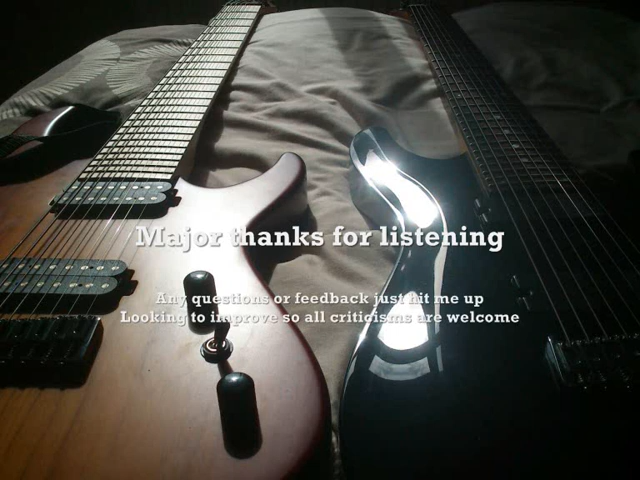 Major thanks for listening
Any questions or feedback just hit me up
Looking to improve so all criticisms are welcome